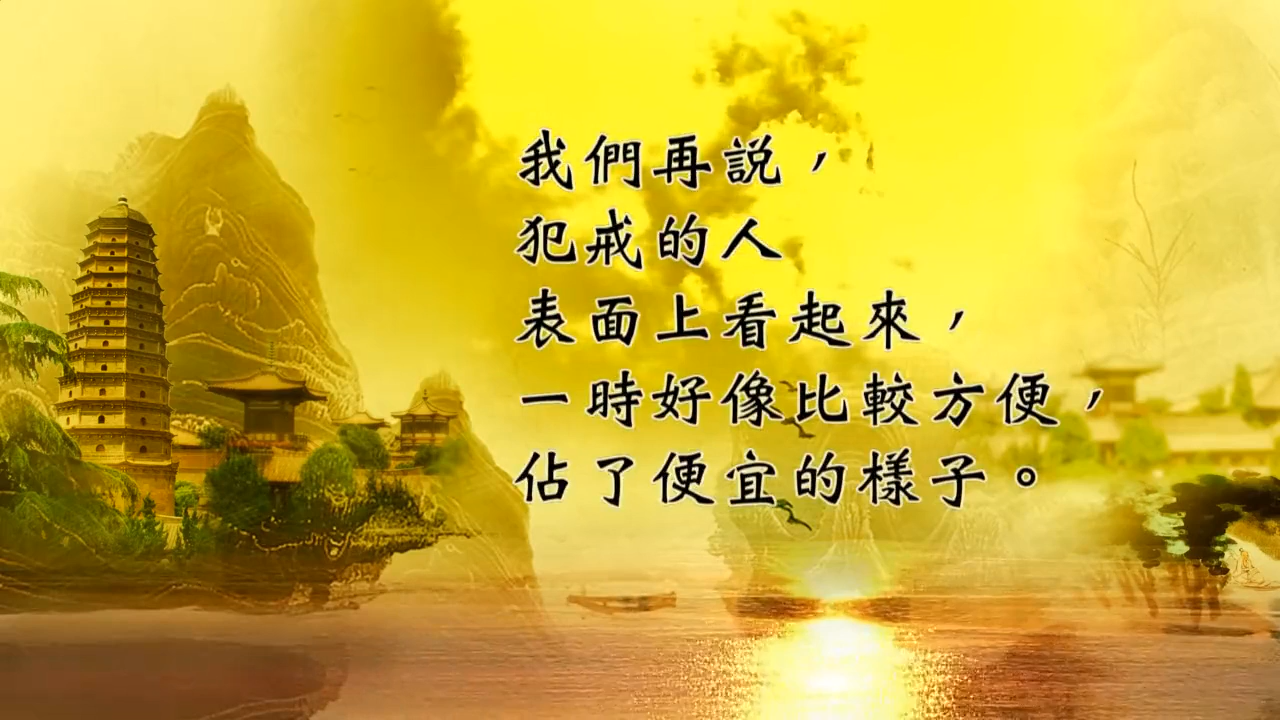 我們再説，
犯戒的人
表面上看起來，
一時好像比較方便，
佔了便宜的樣子。